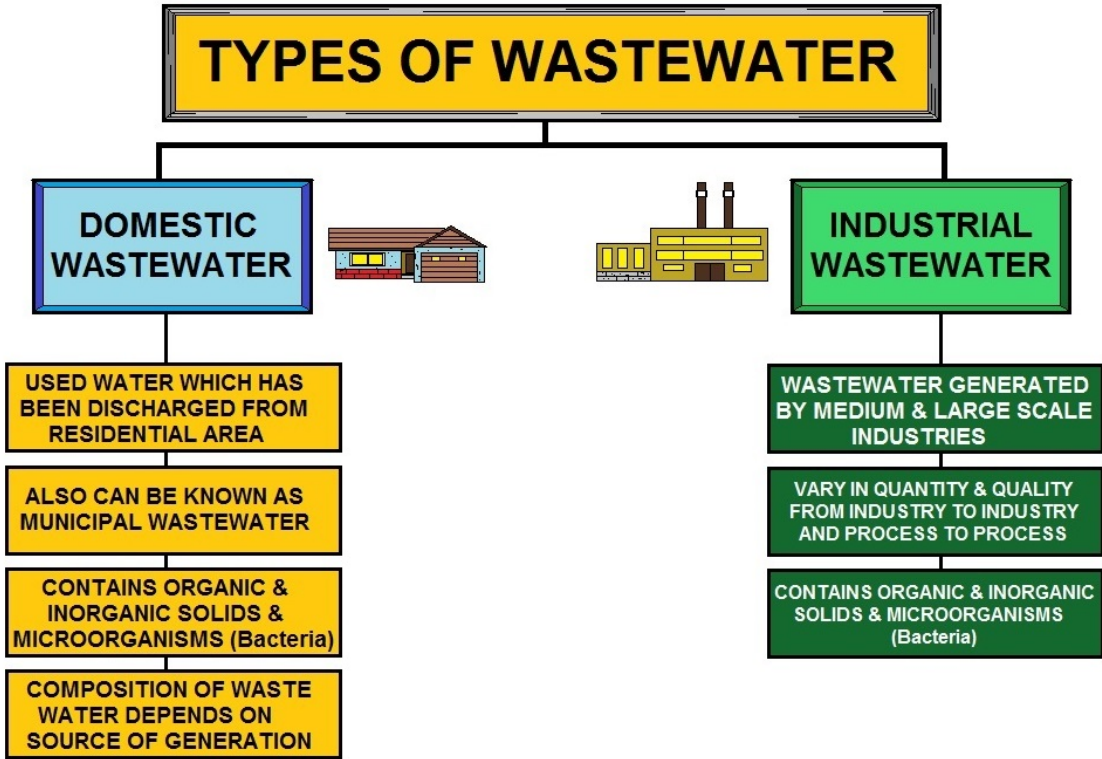 TYPES OF WASTEWATER
DOMESTIC
WASTEWATER
USED WATER WHICH HAS
BEEN DISCHARGED FROM
RESIDENTIAL AREA
ALSO CAN BE KNOWN AS
MUNICIPAL WASTEWATER
CONTAINS ORGANIC &
INORGANIC SOLIDS &
MICROORGANISMS (Bacteria)
COMPOSITION OF WASTE
WATER DEPENDS ON
SOURCE OF GENERATION
INDUSTRIAL
WASTEWATER
WASTEWATER GENERATED
BY MEDIUM & LARGE SCALE
INDUSTRIES
VARY IN QUANTITY & QUALITY
FROM INDUSTRY TO INDUSTRY
AND PROCESS TO PROCESS
CONTAINS ORGANIC & INORGANIC
SOLIDS & MICROORGANISMS
(Bacteria)